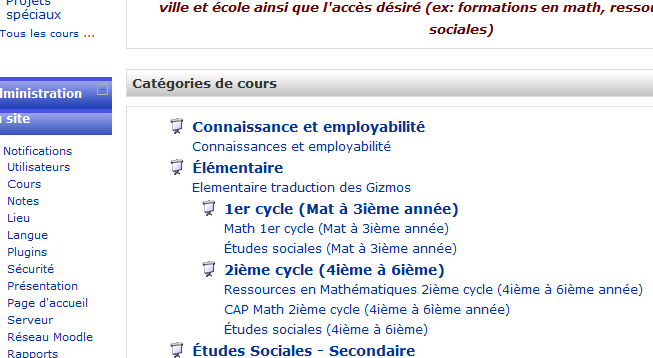 Projets
spéciaux
Tous les cours ...
ville et école ainsi que l'accès désiré (ex: formations en math,
sociales)
Catégories de cours
Connaissance et employabilité
Connaissances et employabilité
Élémentaire
Elementaire traduction des Gizmos
1er cycle (Mat à 3ième année)
Math 1er cycle (Mat à 3ième année)
Études sociales (Mat à 3ième année)
2ième cycle (4ième à 6ième)
Ressources en Mathématiques 2ième cycle (4ième à 6ième année)
CAP Math 2ième cycle (4ième à 6ième année)
Études sociales (4ième à 6ième)
Études Sociales - Secondaire
site
Notifications
Utilisateurs
Cours
Notes
Lieu
Langue
Plugins
Sécurité
Présentation
Page d'accueil
Serveur
Réseau Moodle
Rapports